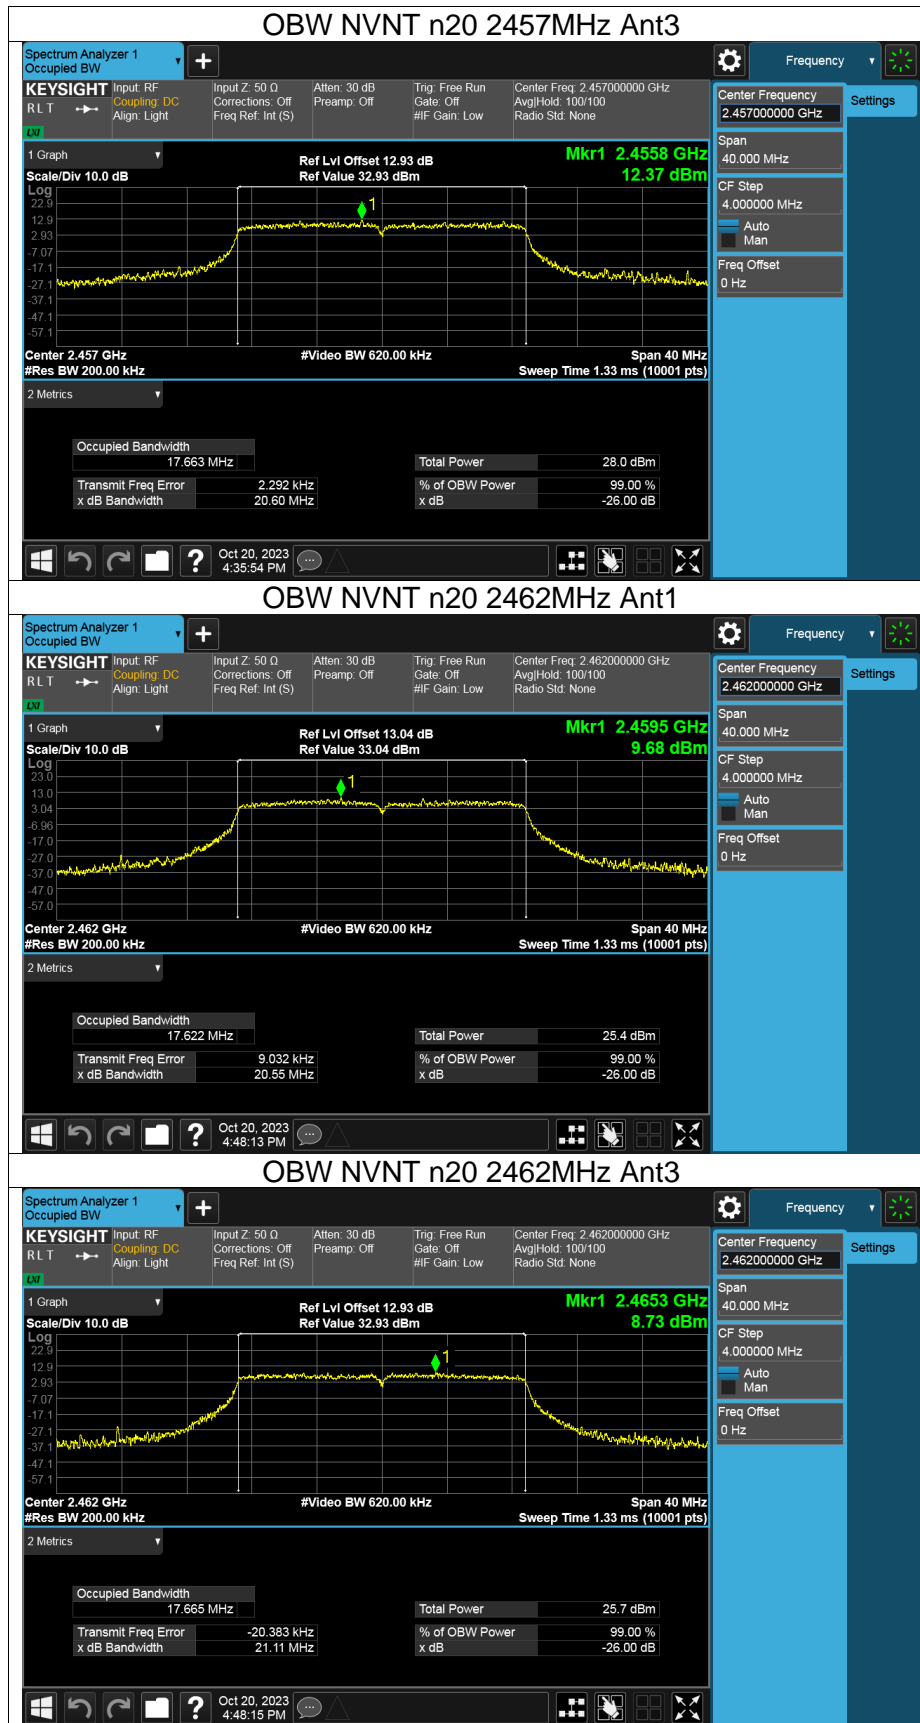 OBW NVNT n20 2457MHz Ant3
Spectrum Analyzer 1
Occupied BW
+
Frequency
KEYSIGHT
R L T
LXI
Input: RF
Coupling: DC
Align: Light
Input Z: 50 Ω
Corrections: Off
Freq Ref: Int (S)
Atten: 30 dB
Preamp: Off
Trig: Free Run
Gate: Off
#IF Gain: Low
Center Freq: 2.457000000 GHz
Avg|Hold: 100/100
Radio Std: None
Center Frequency
2.457000000 GHz
Settings
Span
40.000 MHz
CF Step
4.000000 MHz
Auto
Man
Freq Offset
0 Hz
1 Graph
Scale/Div 10.0 dB
Ref Lvl Offset 12.93 dB
Ref Value 32.93 dBm
Mkr1 2.4558 GHz
12.37 dBm
Log
22.9
12.9
2.93
-7.07
-17.1
-27.1
-37.1
-47.1
-57.1
1
Center 2.457 GHz
#Res BW 200.00 kHz
#Video BW 620.00 kHz
Span 40 MHz
Sweep Time 1.33 ms (10001 pts)
2 Metrics
Occupied Bandwidth
17.663 MHz
Total Power 28.0 dBm
Transmit Freq Error 2.292 kHz
% of OBW Power 99.00 %
x dB Bandwidth 20.60 MHz
x dB -26.00 dB
?
Oct 20, 2023
4:35:54 PM
OBW NVNT n20 2462MHz Ant1
Spectrum Analyzer 1
Occupied BW
+
Frequency
KEYSIGHT
R L T
LXI
Input: RF
Coupling: DC
Align: Light
Input Z: 50 Ω
Corrections: Off
Freq Ref: Int (S)
Atten: 30 dB
Preamp: Off
Trig: Free Run
Gate: Off
#IF Gain: Low
Center Freq: 2.462000000 GHz
Avg|Hold: 100/100
Radio Std: None
Center Frequency
2.462000000 GHz
Settings
Span
40.000 MHz
CF Step
4.000000 MHz
Auto
Man
Freq Offset
0 Hz
1 Graph
Scale/Div 10.0 dB
Ref Lvl Offset 13.04 dB
Ref Value 33.04 dBm
Mkr1 2.4595 GHz
9.68 dBm
Log
23.0
13.0
3.04
-6.96
-17.0
-27.0
-37.0
-47.0
-57.0
1
Center 2.462 GHz
#Res BW 200.00 kHz
#Video BW 620.00 kHz
Span 40 MHz
Sweep Time 1.33 ms (10001 pts)
2 Metrics
Occupied Bandwidth
17.622 MHz
Total Power 25.4 dBm
Transmit Freq Error 9.032 kHz
% of OBW Power 99.00 %
x dB Bandwidth 20.55 MHz
x dB -26.00 dB
?
Oct 20, 2023
4:48:13 PM
OBW NVNT n20 2462MHz Ant3
Spectrum Analyzer 1
Occupied BW
+
Frequency
KEYSIGHT
R L T
LXI
Input: RF
Coupling: DC
Align: Light
Input Z: 50 Ω
Corrections: Off
Freq Ref: Int (S)
Atten: 30 dB
Preamp: Off
Trig: Free Run
Gate: Off
#IF Gain: Low
Center Freq: 2.462000000 GHz
Avg|Hold: 100/100
Radio Std: None
Center Frequency
2.462000000 GHz
Settings
Span
40.000 MHz
CF Step
4.000000 MHz
Auto
Man
Freq Offset
0 Hz
1 Graph
Scale/Div 10.0 dB
Ref Lvl Offset 12.93 dB
Ref Value 32.93 dBm
Mkr1 2.4653 GHz
8.73 dBm
Log
22.9
12.9
2.93
-7.07
-17.1
-27.1
-37.1
-47.1
-57.1
1
Center 2.462 GHz
#Res BW 200.00 kHz
#Video BW 620.00 kHz
Span 40 MHz
Sweep Time 1.33 ms (10001 pts)
2 Metrics
Occupied Bandwidth
17.665 MHz
Total Power 25.7 dBm
Transmit Freq Error -20.383 kHz
% of OBW Power 99.00 %
x dB Bandwidth 21.11 MHz
x dB -26.00 dB
?
Oct 20, 2023
4:48:15 PM